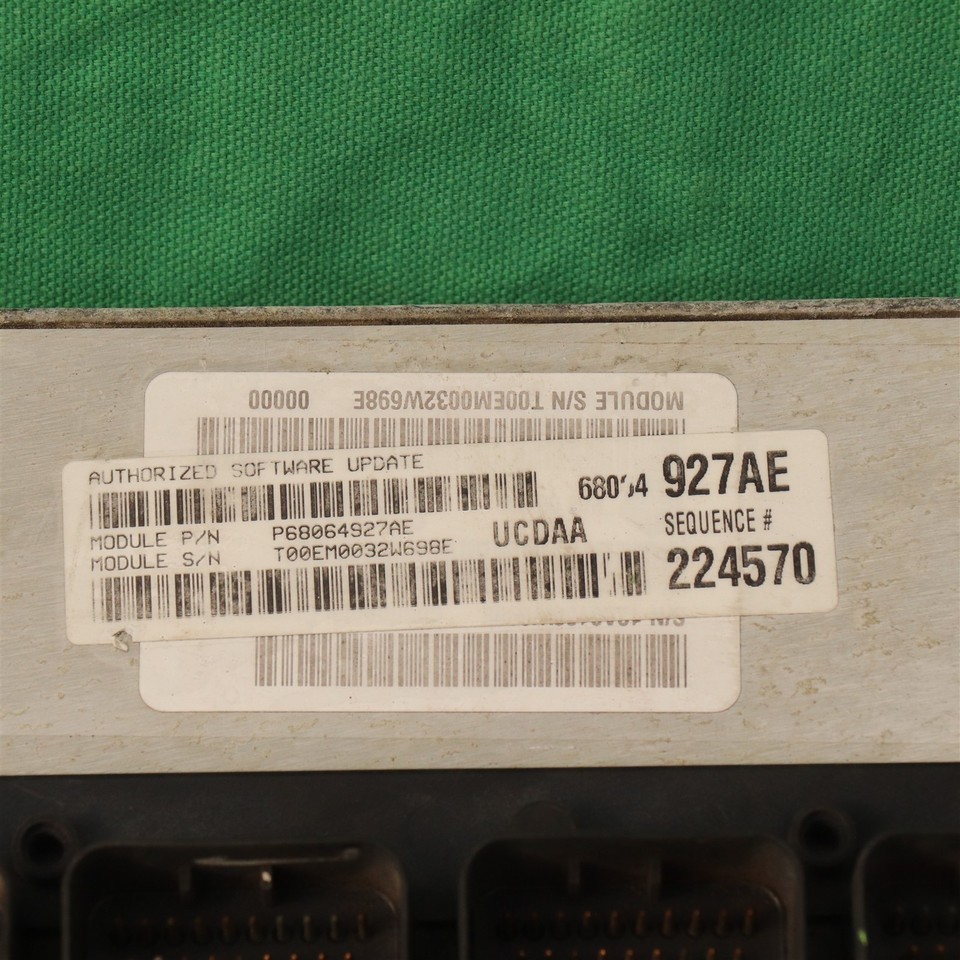 MODULE S/N T00EM0032W698E 00000
AUTHORIZED SOFTWARE UPDATE
927AE
MODULE P/N P68064927AE
UCDAA
SEQUENCE #
MODULE S/N T00EM0032W698E
224570
S/N